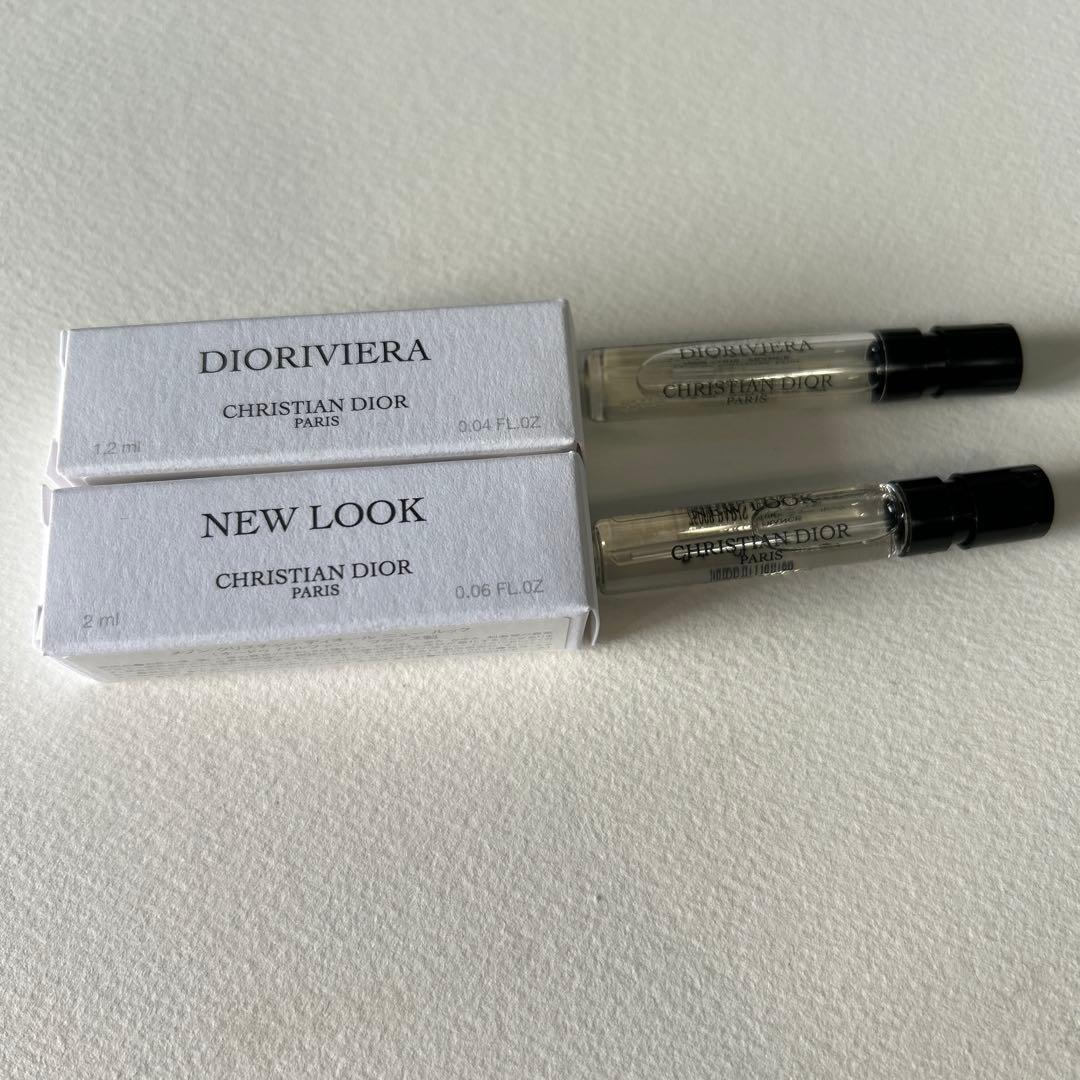 DIORIVIERA
CHRISTIAN DIOR
PARIS
1.2 ml
0.04 FL.OZ
DIORIVIERA
CHRISTIAN DIOR
PARIS
NEW LOOK
CHRISTIAN DIOR
PARIS
2 ml
0.06 FL.OZ
LOOK
CHRISTIAN DIOR
PARIS